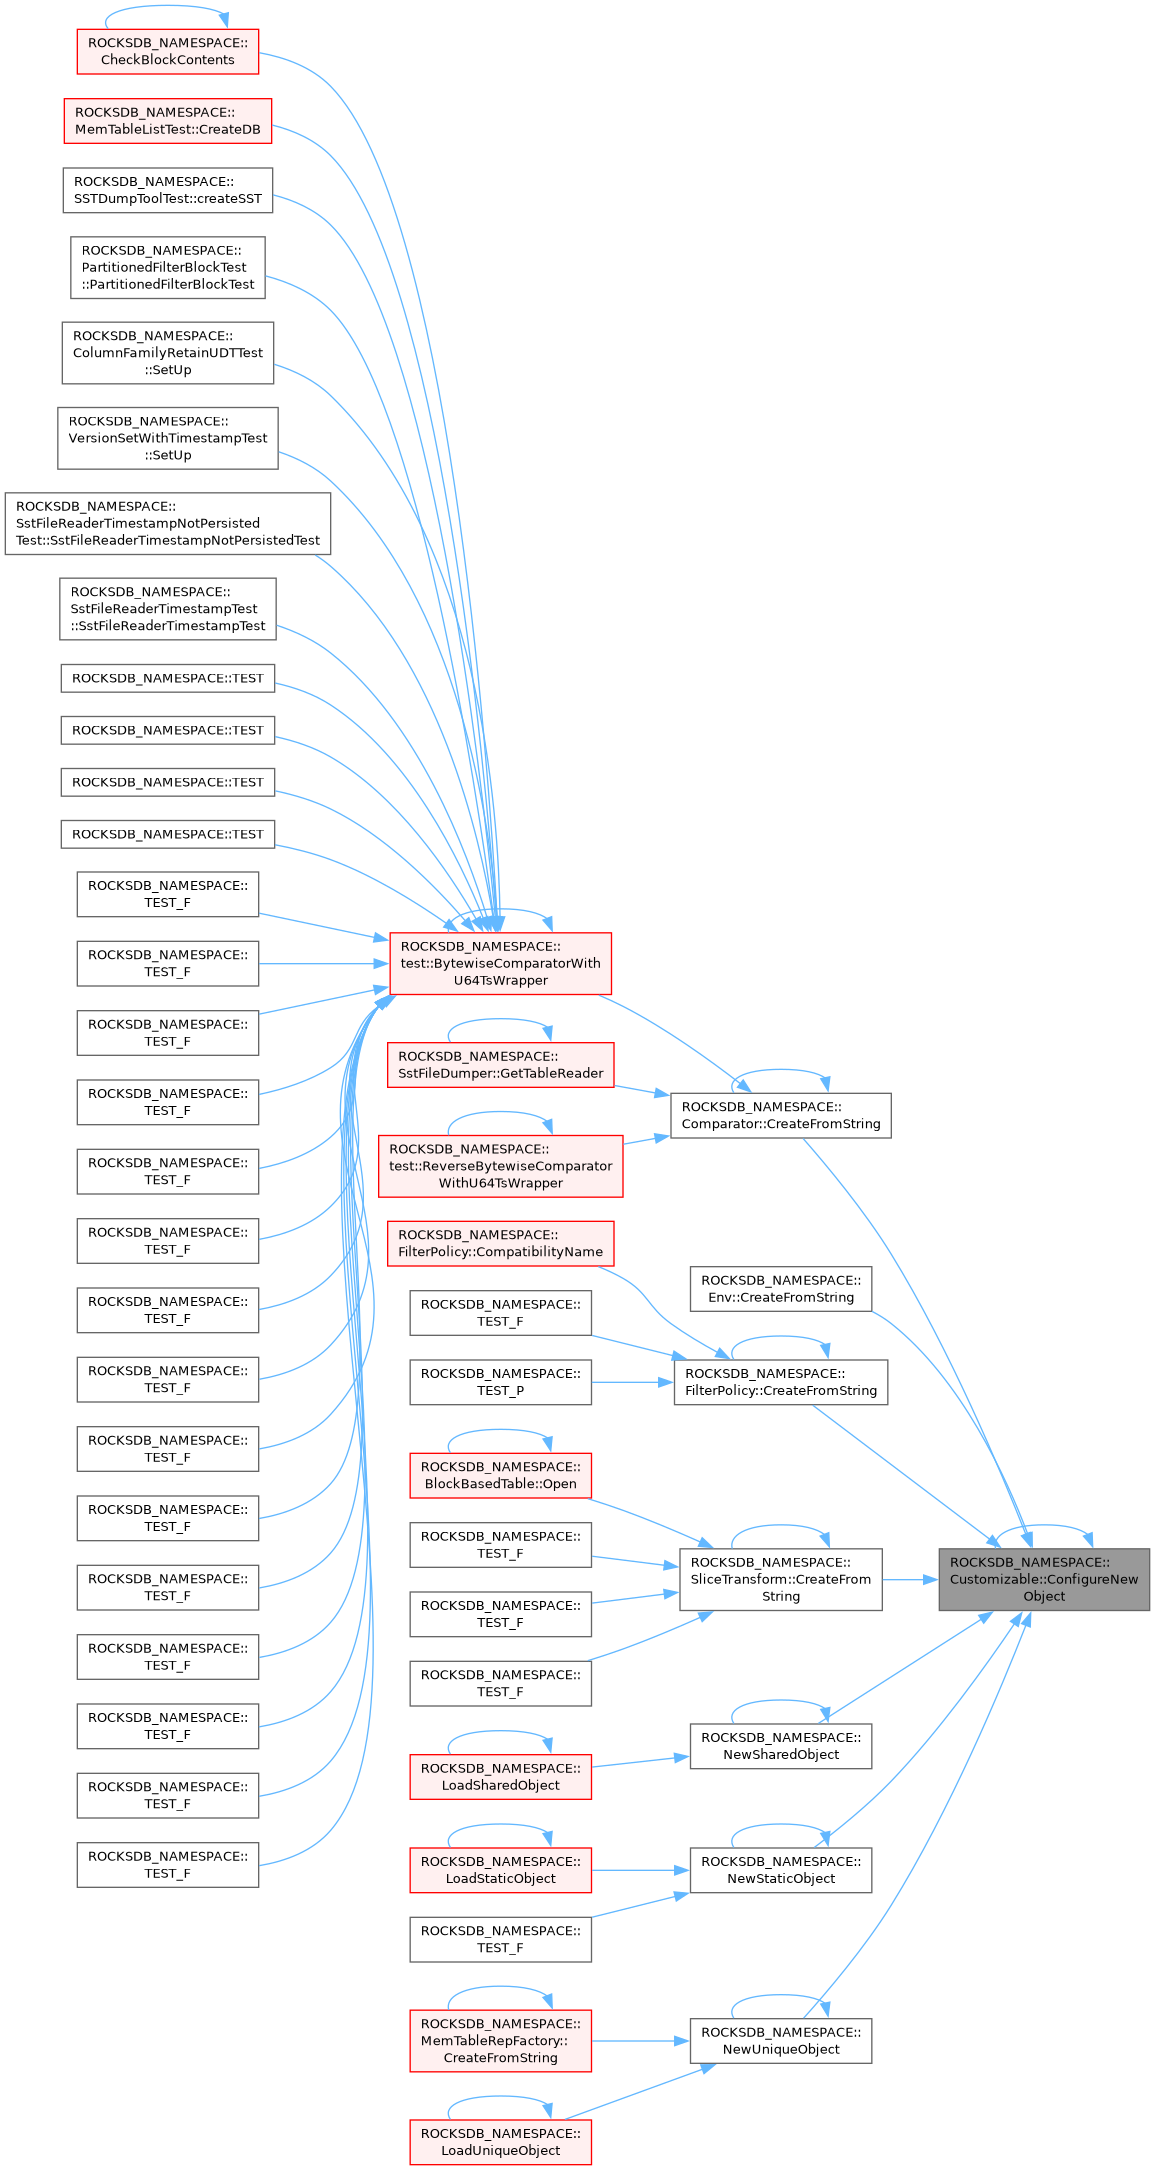 ROCKSDB_NAMESPACE::
CheckBlockContents
ROCKSDB_NAMESPACE::
MemTableListTest::CreateDB
ROCKSDB_NAMESPACE::
SSTDumpToolTest::createSST
ROCKSDB_NAMESPACE::
PartitionedFilterBlockTest
::PartitionedFilterBlockTest
ROCKSDB_NAMESPACE::
ColumnFamilyRetainUDTTest
::SetUp
ROCKSDB_NAMESPACE::
VersionSetWithTimestampTest
::SetUp
ROCKSDB_NAMESPACE::
SstFileReaderTimestampNotPersisted
Test::SstFileReaderTimestampNotPersistedTest
ROCKSDB_NAMESPACE::
SstFileReaderTimestampTest
::SstFileReaderTimestampTest
ROCKSDB_NAMESPACE::TEST
ROCKSDB_NAMESPACE::TEST
ROCKSDB_NAMESPACE::TEST
ROCKSDB_NAMESPACE::TEST
ROCKSDB_NAMESPACE::
TEST_F
ROCKSDB_NAMESPACE::
TEST_F
ROCKSDB_NAMESPACE::
TEST_F
ROCKSDB_NAMESPACE::
TEST_F
ROCKSDB_NAMESPACE::
TEST_F
ROCKSDB_NAMESPACE::
TEST_F
ROCKSDB_NAMESPACE::
TEST_F
ROCKSDB_NAMESPACE::
TEST_F
ROCKSDB_NAMESPACE::
TEST_F
ROCKSDB_NAMESPACE::
TEST_F
ROCKSDB_NAMESPACE::
TEST_F
ROCKSDB_NAMESPACE::
TEST_F
ROCKSDB_NAMESPACE::
TEST_F
ROCKSDB_NAMESPACE::
TEST_F
ROCKSDB_NAMESPACE::
TEST_F
ROCKSDB_NAMESPACE::
test::BytewiseComparatorWith
U64TsWrapper
ROCKSDB_NAMESPACE::
SstFileDumper::GetTableReader
ROCKSDB_NAMESPACE::
test::ReverseBytewiseComparator
WithU64TsWrapper
ROCKSDB_NAMESPACE::
FilterPolicy::CompatibilityName
ROCKSDB_NAMESPACE::
TEST_F
ROCKSDB_NAMESPACE::
TEST_P
ROCKSDB_NAMESPACE::
BlockBasedTable::Open
ROCKSDB_NAMESPACE::
TEST_F
ROCKSDB_NAMESPACE::
TEST_F
ROCKSDB_NAMESPACE::
TEST_F
ROCKSDB_NAMESPACE::
LoadSharedObject
ROCKSDB_NAMESPACE::
LoadStaticObject
ROCKSDB_NAMESPACE::
TEST_F
ROCKSDB_NAMESPACE::
MemTableRepFactory::
CreateFromString
ROCKSDB_NAMESPACE::
LoadUniqueObject
ROCKSDB_NAMESPACE::
Comparator::CreateFromString
ROCKSDB_NAMESPACE::
Env::CreateFromString
ROCKSDB_NAMESPACE::
FilterPolicy::CreateFromString
ROCKSDB_NAMESPACE::
SliceTransform::CreateFrom
String
ROCKSDB_NAMESPACE::
NewSharedObject
ROCKSDB_NAMESPACE::
NewStaticObject
ROCKSDB_NAMESPACE::
NewUniqueObject
ROCKSDB_NAMESPACE::
Customizable::ConfigureNew
Object